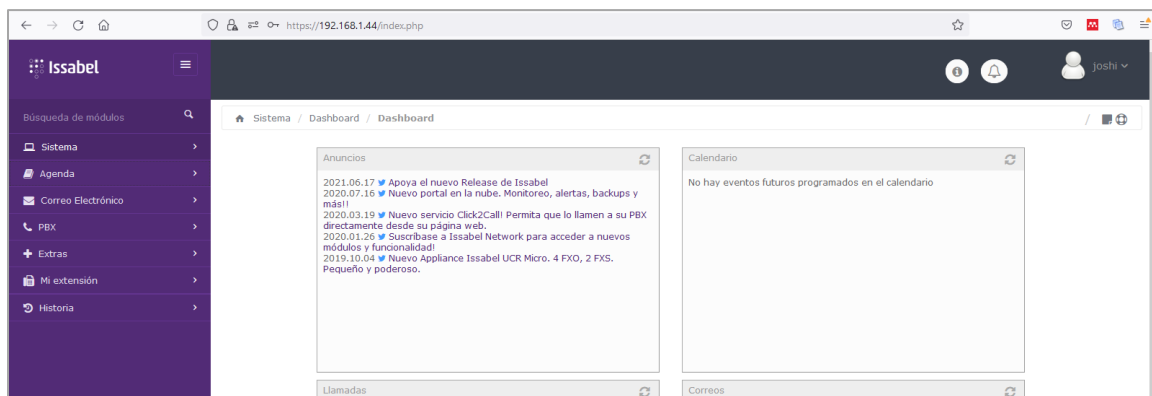 https://192.168.1.44/index.php
Issabel
joshi
Búsqueda de módulos
Sistema / Dashboard / Dashboard
/
Sistema
Agenda
Correo Electrónico
PBX
Extras
Mi extensión
Historia
Anuncios
2021.06.17 Apoya el nuevo Release de Issabel
2020.07.16 Nuevo portal en la nube. Monitoreo, alertas, backups y
más!!
2020.03.19 Nuevo servicio Click2Call! Permita que lo llamen a su PBX
directamente desde su página web.
2020.01.26 Suscríbase a Issabel Network para acceder a nuevos
módulos y funcionalidad!
2019.10.04 Nuevo Appliance Issabel UCR Micro. 4 FXO, 2 FXS.
Pequeño y poderoso.
Calendario
No hay eventos futuros programados en el calendario
Llamadas
Correos